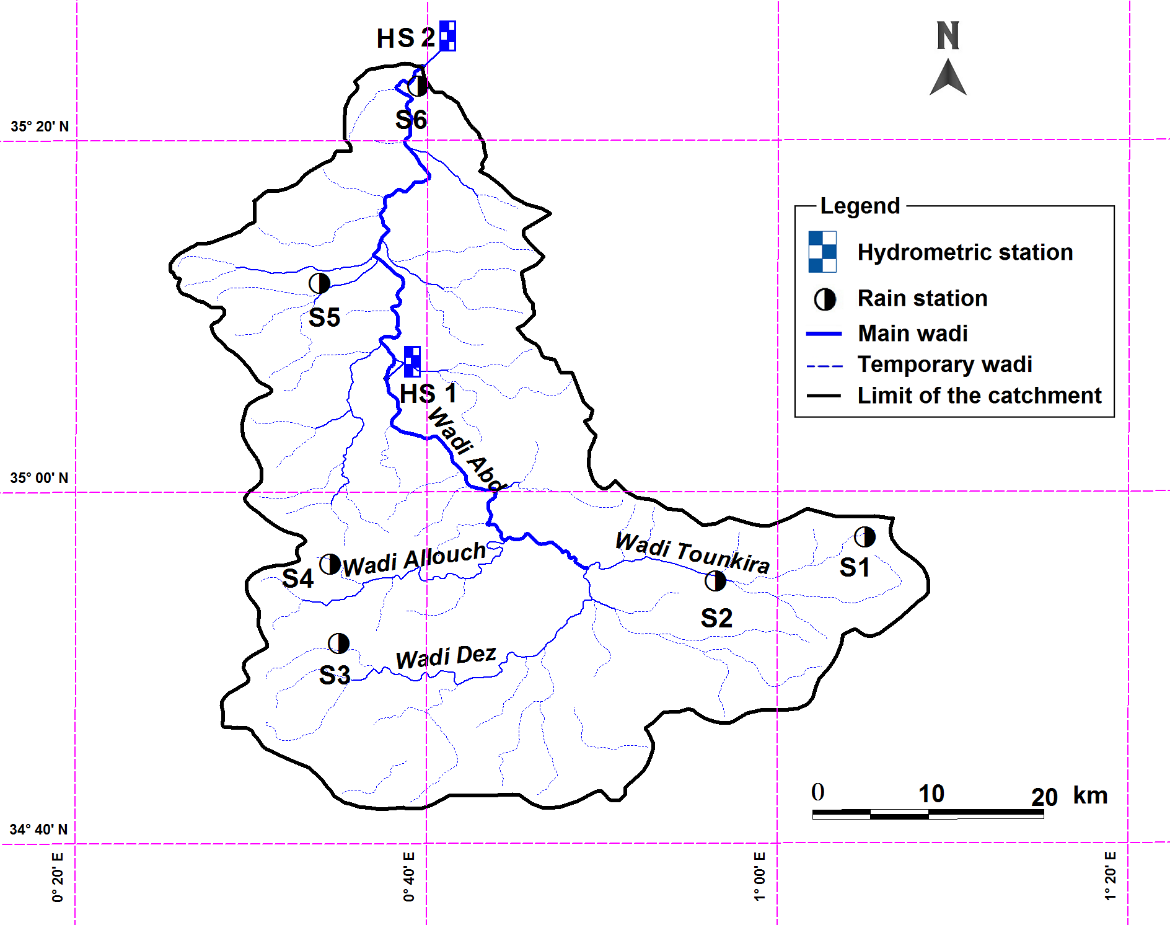 HS 2
N
S6
35° 20' N
Legend
Hydrometric station
S5
Rain station
Main wadi
Temporary wadi
HS 1
Limit of the catchment
Wadi Abd
35° 00' N
Wadi Tounkira
Wadi Allouch
S1
S4
S2
Wadi Dez
S3
0 10 20 km
34° 40' N
0° 20' E
0° 40' E
1° 00' E
1° 20' E